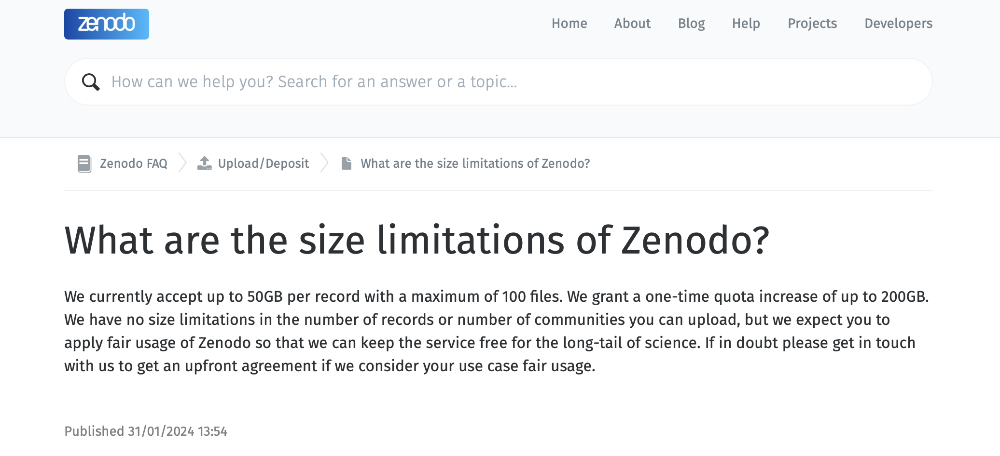 zenodo
Home About Blog Help Projects Developers
How can we help you? Search for an answer or a topic...
Zenodo FAQ Upload/Deposit What are the size limitations of Zenodo?
What are the size limitations of Zenodo?
We currently accept up to 50GB per record with a maximum of 100 files. We grant a one-time quota increase of up to 200GB.
We have no size limitations in the number of records or number of communities you can upload, but we expect you to
apply fair usage of Zenodo so that we can keep the service free for the long-tail of science. If in doubt please get in touch
with us to get an upfront agreement if we consider your use case fair usage.
Published 31/01/2024 13:54